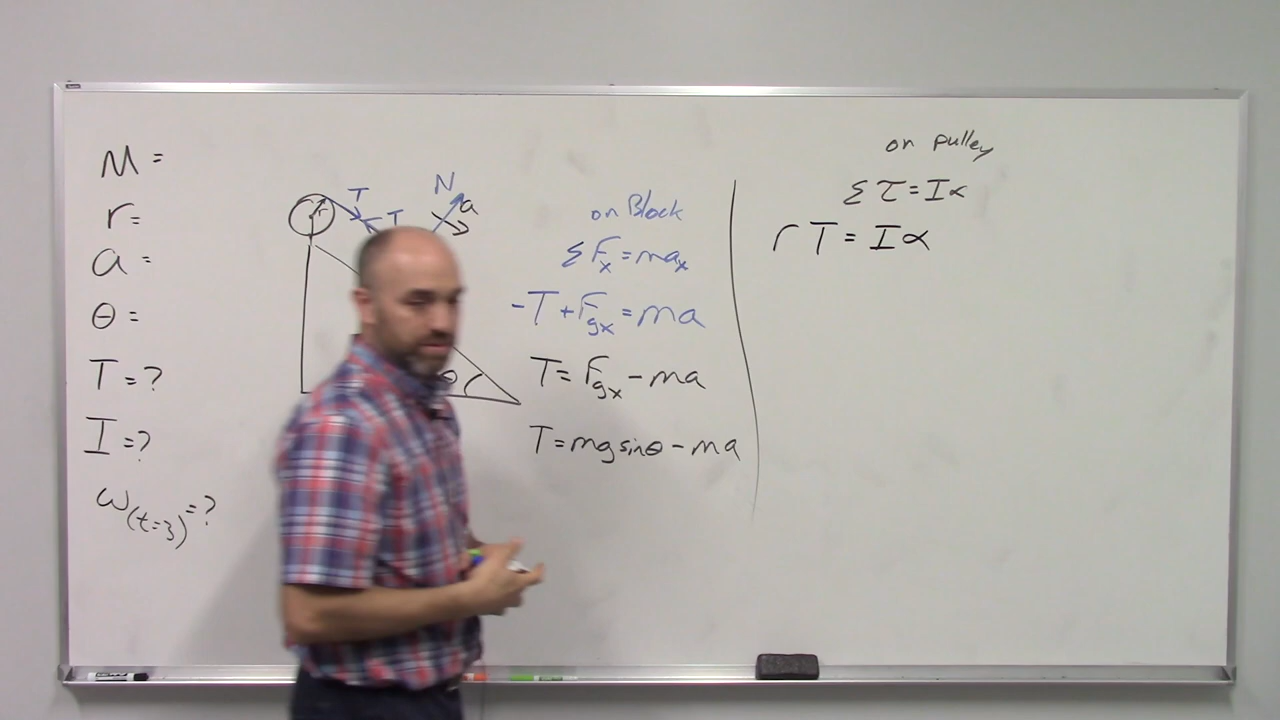 M =
r =
a =
θ =
T = ?
I = ?
ω(t=3) = ?
r
T
T
N
a
θ
on Block
ΣFx = max
-T + Fgx = ma
T = Fgx - ma
T = mg sinθ - ma
on pulley
Στ = Iα
rT = Iα